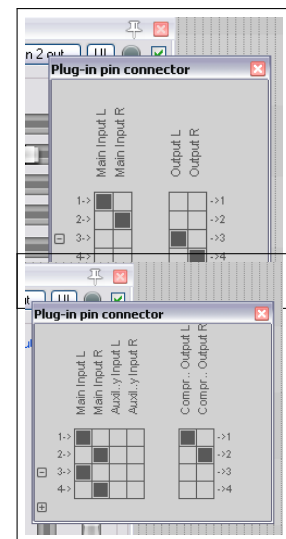 n 2 out... UI
Plug-in pin connector
Main Input L
Main Input R
Output L
Output R
1-> ->1
2-> ->2
3-> ->3
4-> ->4
UI
Plug-in pin connector
Main Input L
Main Input R
Auxil..y Input L
Auxil..y Input R
Compr.. Output L
Compr.. Output R
1-> ->1
2-> ->2
3-> ->3
4-> ->4